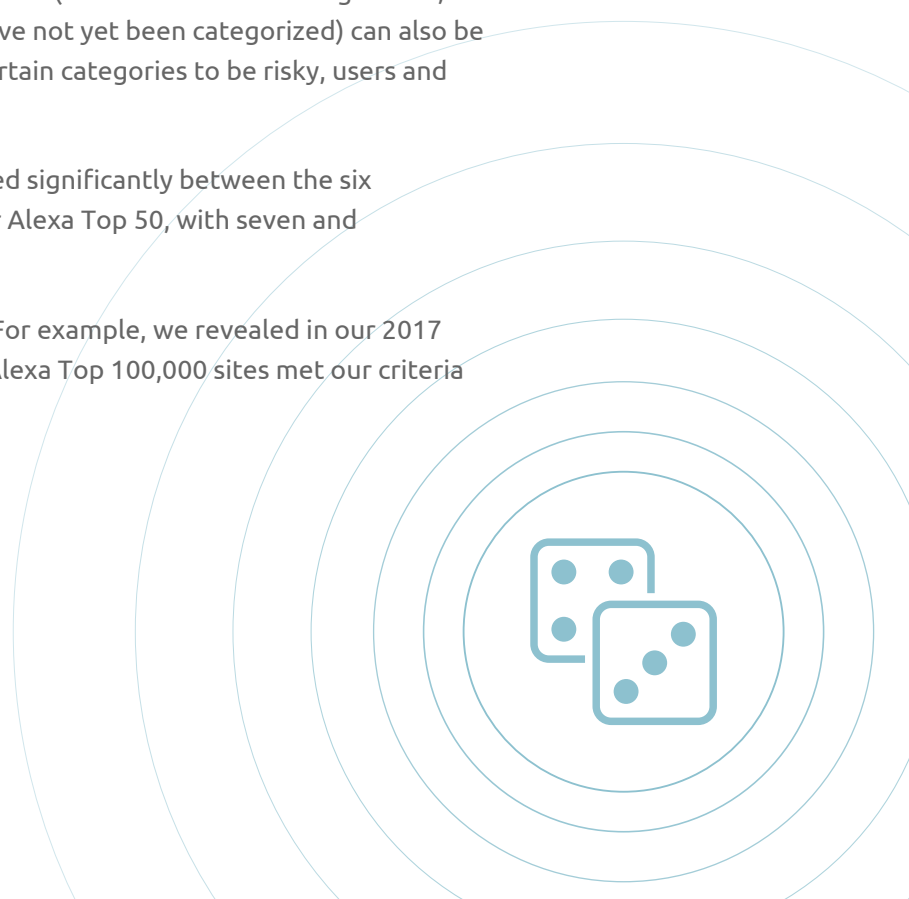 ve not yet been categorized) can also be
rtain categories to be risky, users and
ed significantly between the six
Alexa Top 50, with seven and
For example, we revealed in our 2017
Alexa Top 100,000 sites met our criteria